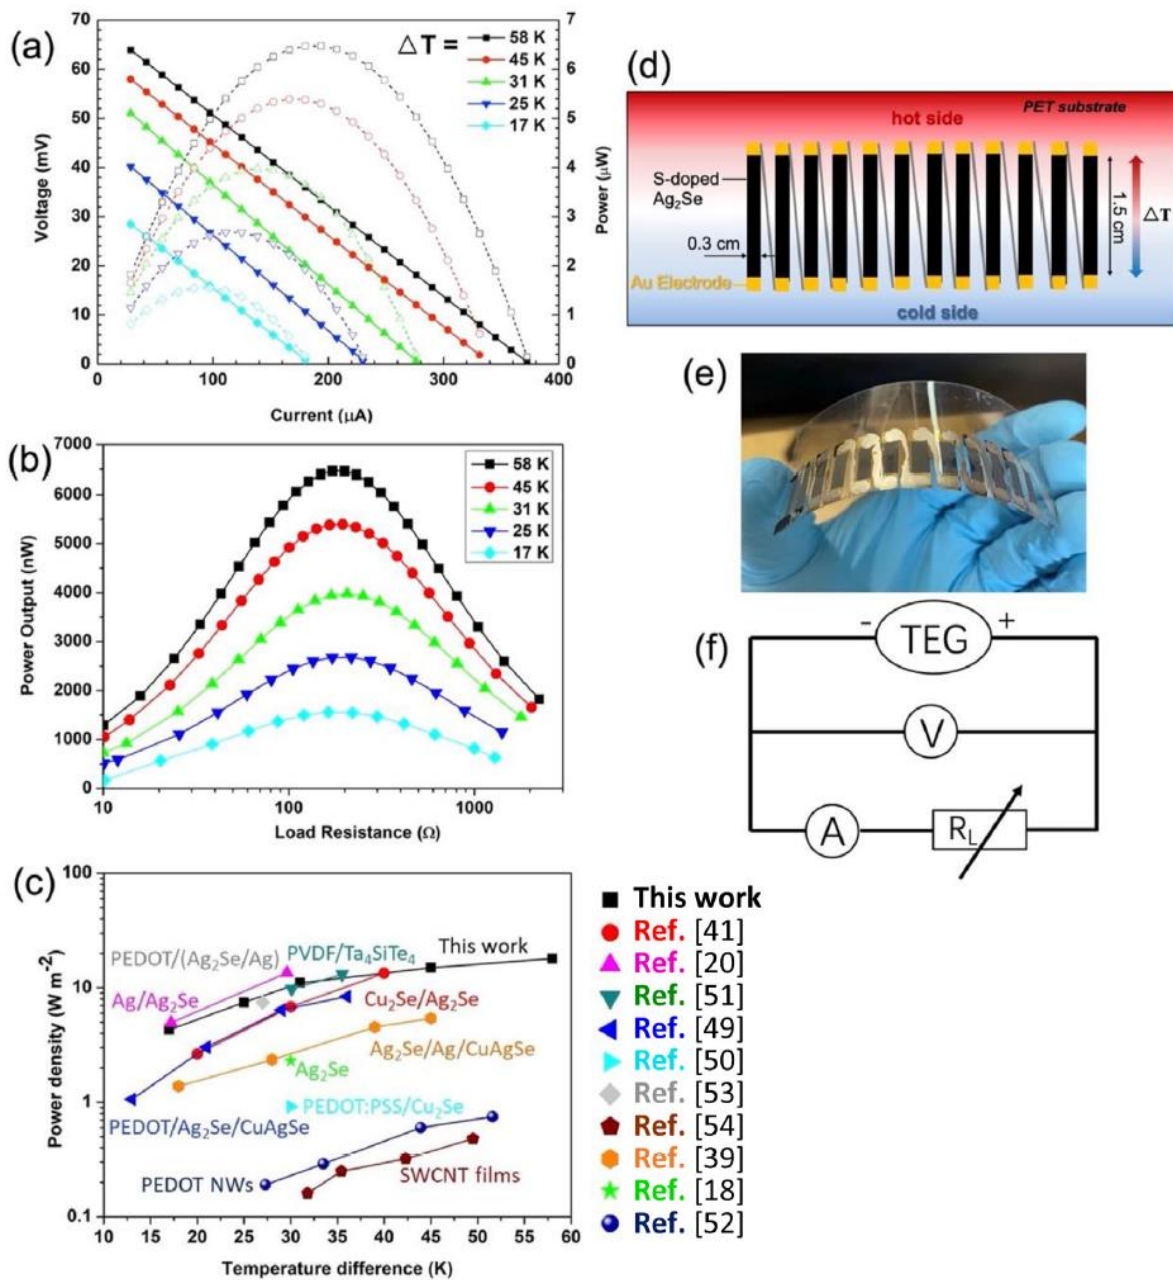 (a)
70
60
50
40
30
20
10
0
Voltage (mV)
0 100 200 300 400
Current (μA)
7
6
5
4
3
2
1
0
Power (μW)
△T =
58 K
45 K
31 K
25 K
17 K
(b)
7000
6000
5000
4000
3000
2000
1000
0
Power Output (nW)
10 100 1000
Load Resistance (Ω)
58 K
45 K
31 K
25 K
17 K
(c)
100
10
1
0.1
Power density (W m⁻²)
10 15 20 25 30 35 40 45 50 55 60
Temperature difference (K)
PEDOT/(Ag₂Se/Ag)
PVDF/Ta₄SiTe₄
This work
Ag/Ag₂Se
Cu₂Se/Ag₂Se
Ag₂Se/Ag/CuAgSe
Ag₂Se
PEDOT:PSS/Cu₂Se
PEDOT/Ag₂Se/CuAgSe
PEDOT NWs
SWCNT films
This work
Ref. [41]
Ref. [20]
Ref. [51]
Ref. [49]
Ref. [50]
Ref. [53]
Ref. [54]
Ref. [39]
Ref. [18]
Ref. [52]
(d)
PET substrate
hot side
S-doped
Ag₂Se
0.3 cm
1.5 cm
△T
Au Electrode
cold side
(e)
(f)
- TEG +
V
A
R_L